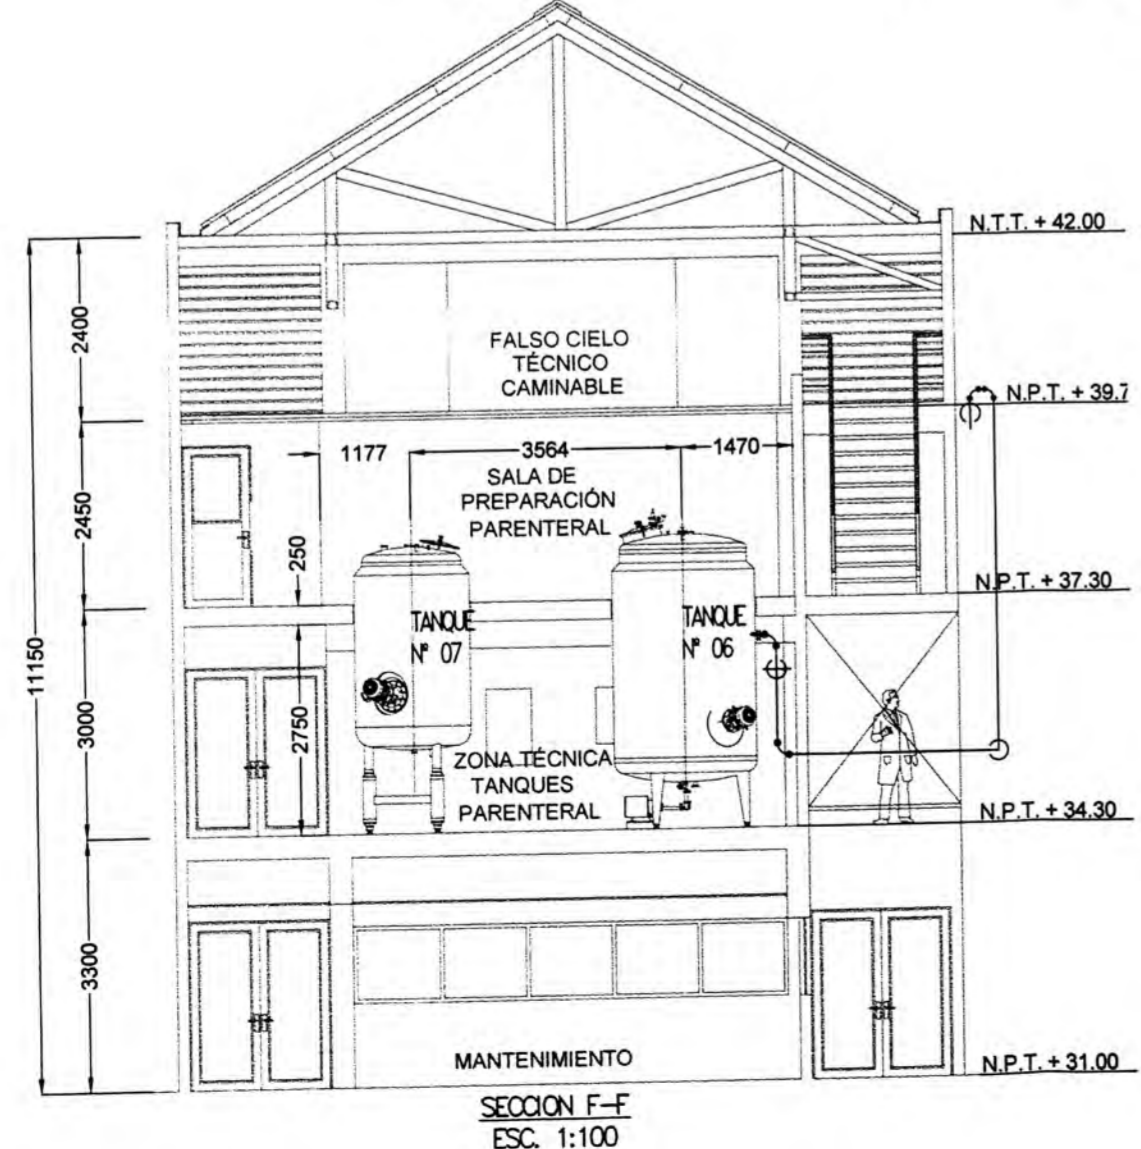 N.T.T. + 42.00
2400
FALSO CIELO
TÉCNICO
CAMINABLE
N.P.T. + 39.7
1177
3564
1470
SALA DE
PREPARACIÓN
PARENTERAL
2450
250
N.P.T. + 37.30
TANQUE
N° 07
TANQUE
N° 06
11150
3000
2750
ZONA TÉCNICA
TANQUES
PARENTERAL
N.P.T. + 34.30
3300
MANTENIMIENTO
N.P.T. + 31.00
SECCION F-F
ESC. 1:100